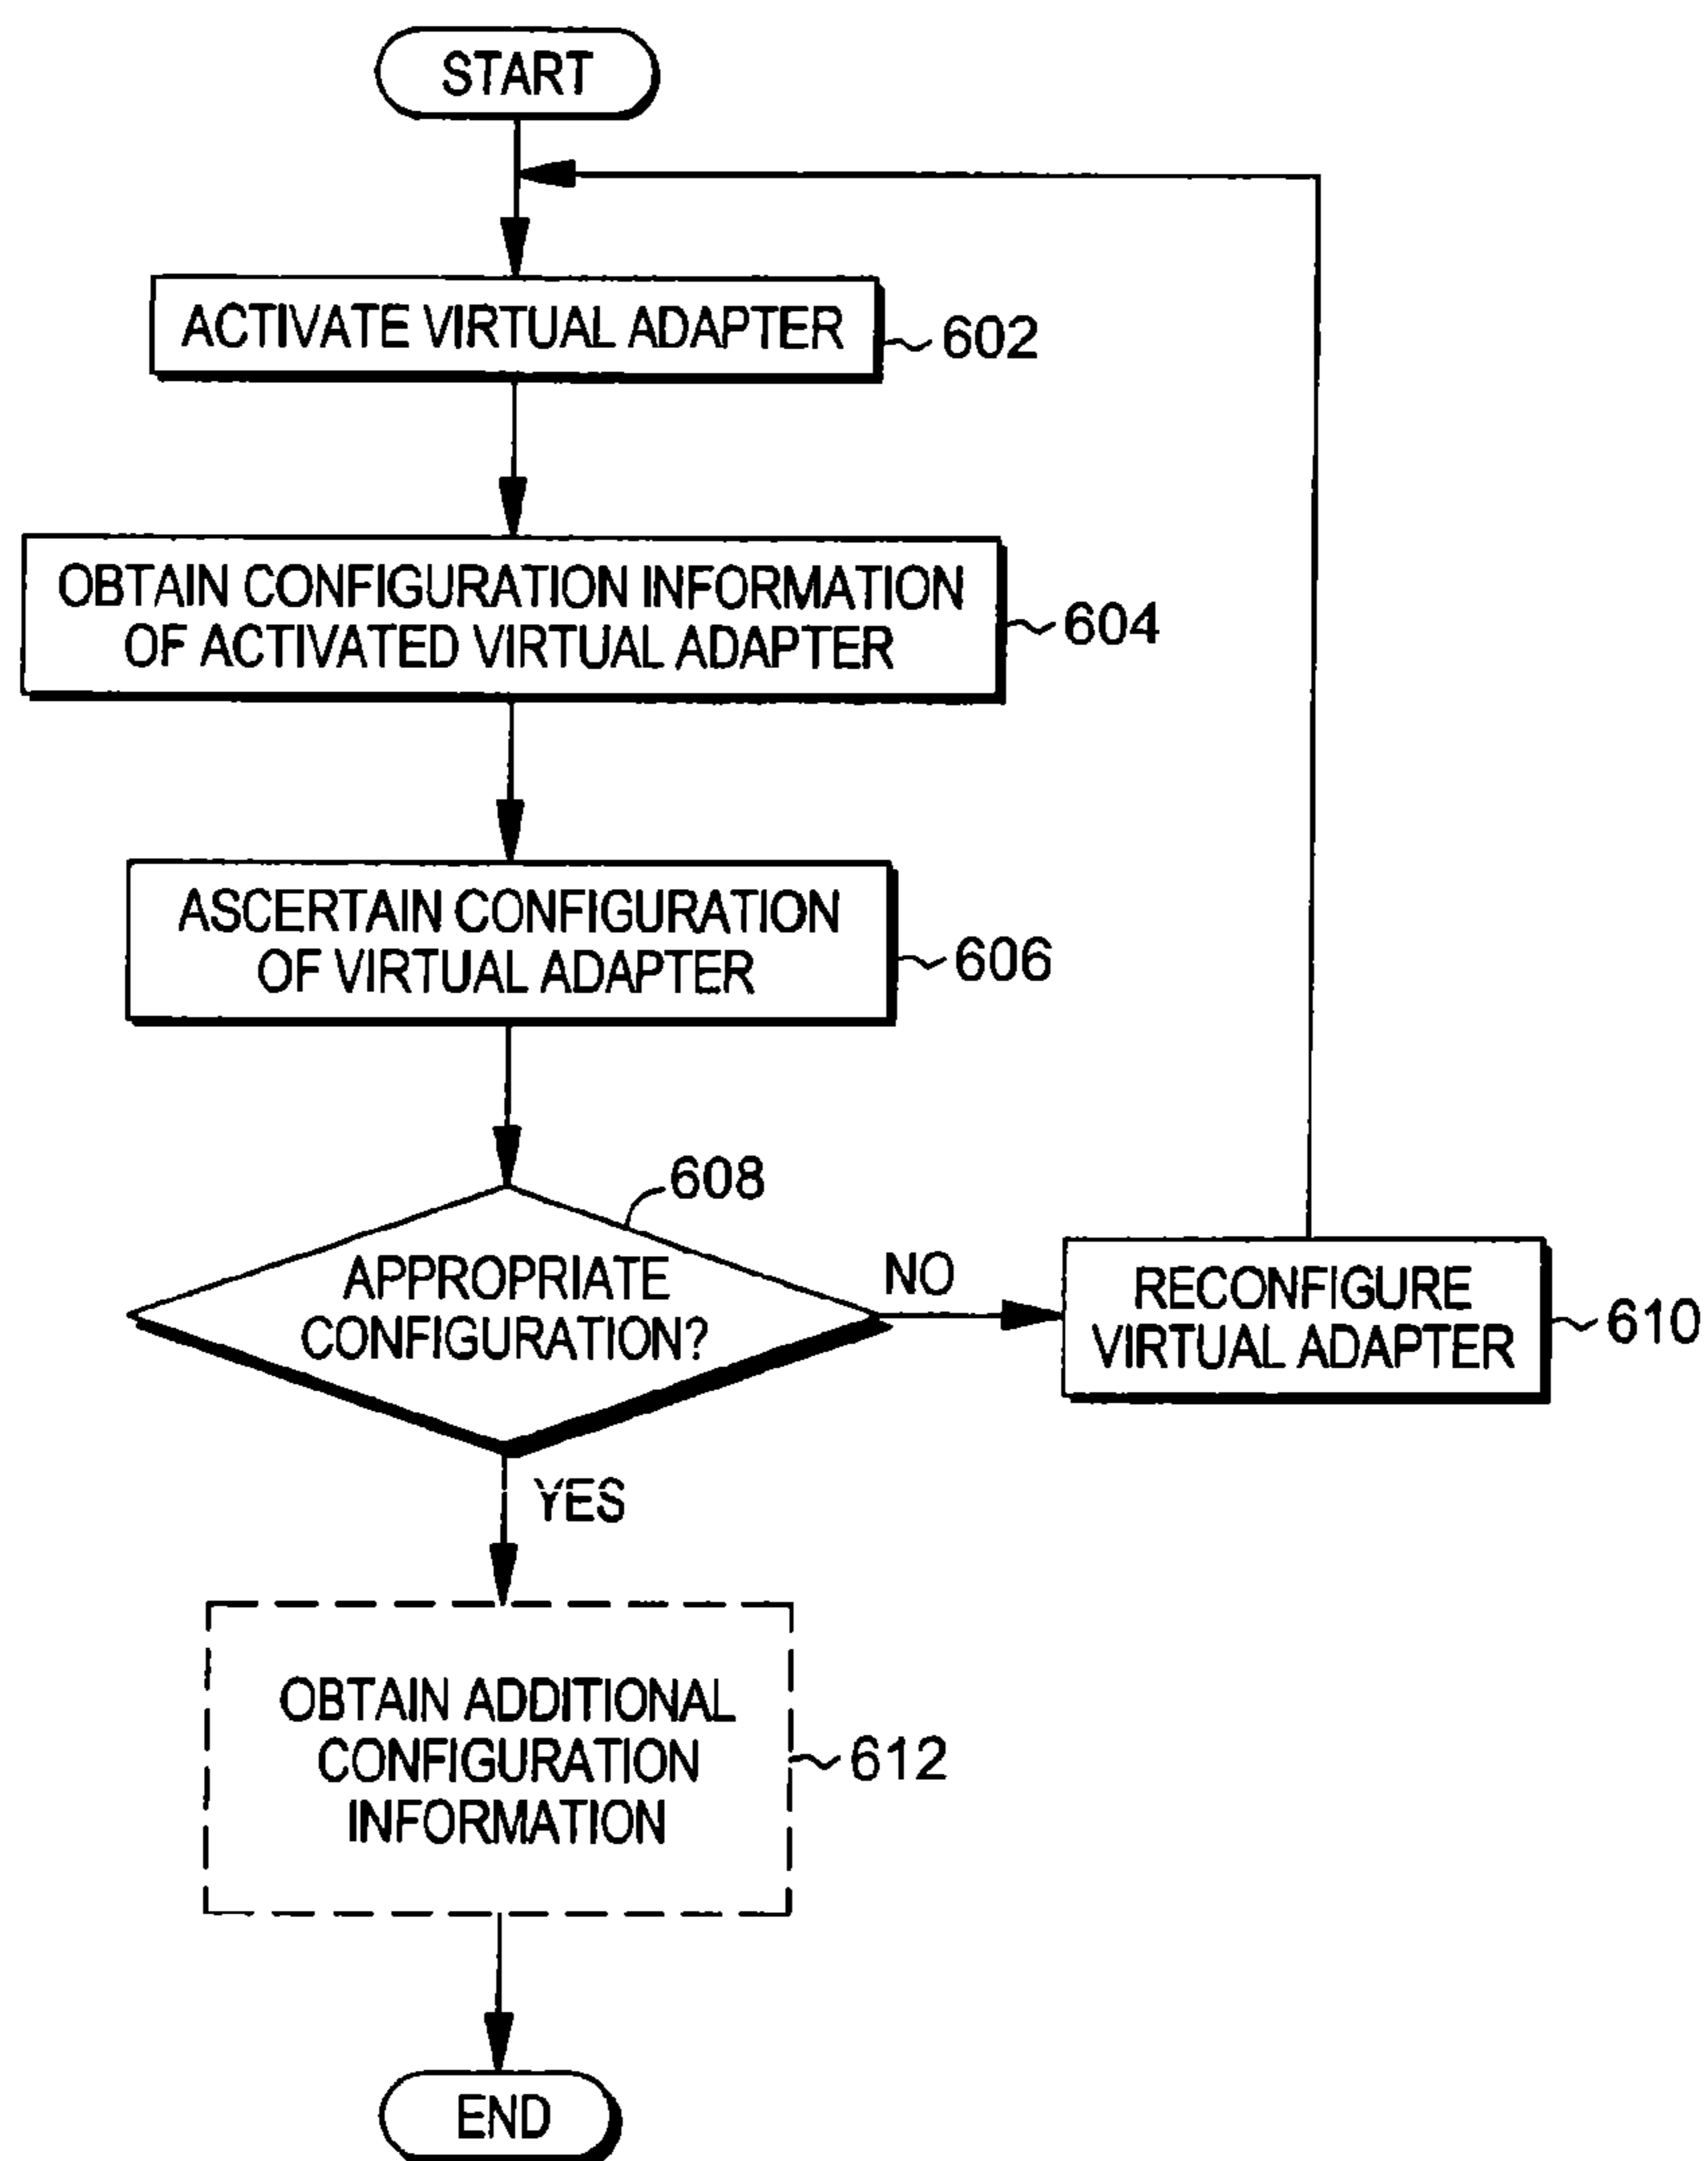 START
ACTIVATE VIRTUAL ADAPTER
602
OBTAIN CONFIGURATION INFORMATION
OF ACTIVATED VIRTUAL ADAPTER
604
ASCERTAIN CONFIGURATION
OF VIRTUAL ADAPTER
606
608
APPROPRIATE
CONFIGURATION?
NO
RECONFIGURE
VIRTUAL ADAPTER
610
YES
OBTAIN ADDITIONAL
CONFIGURATION
INFORMATION
612
END